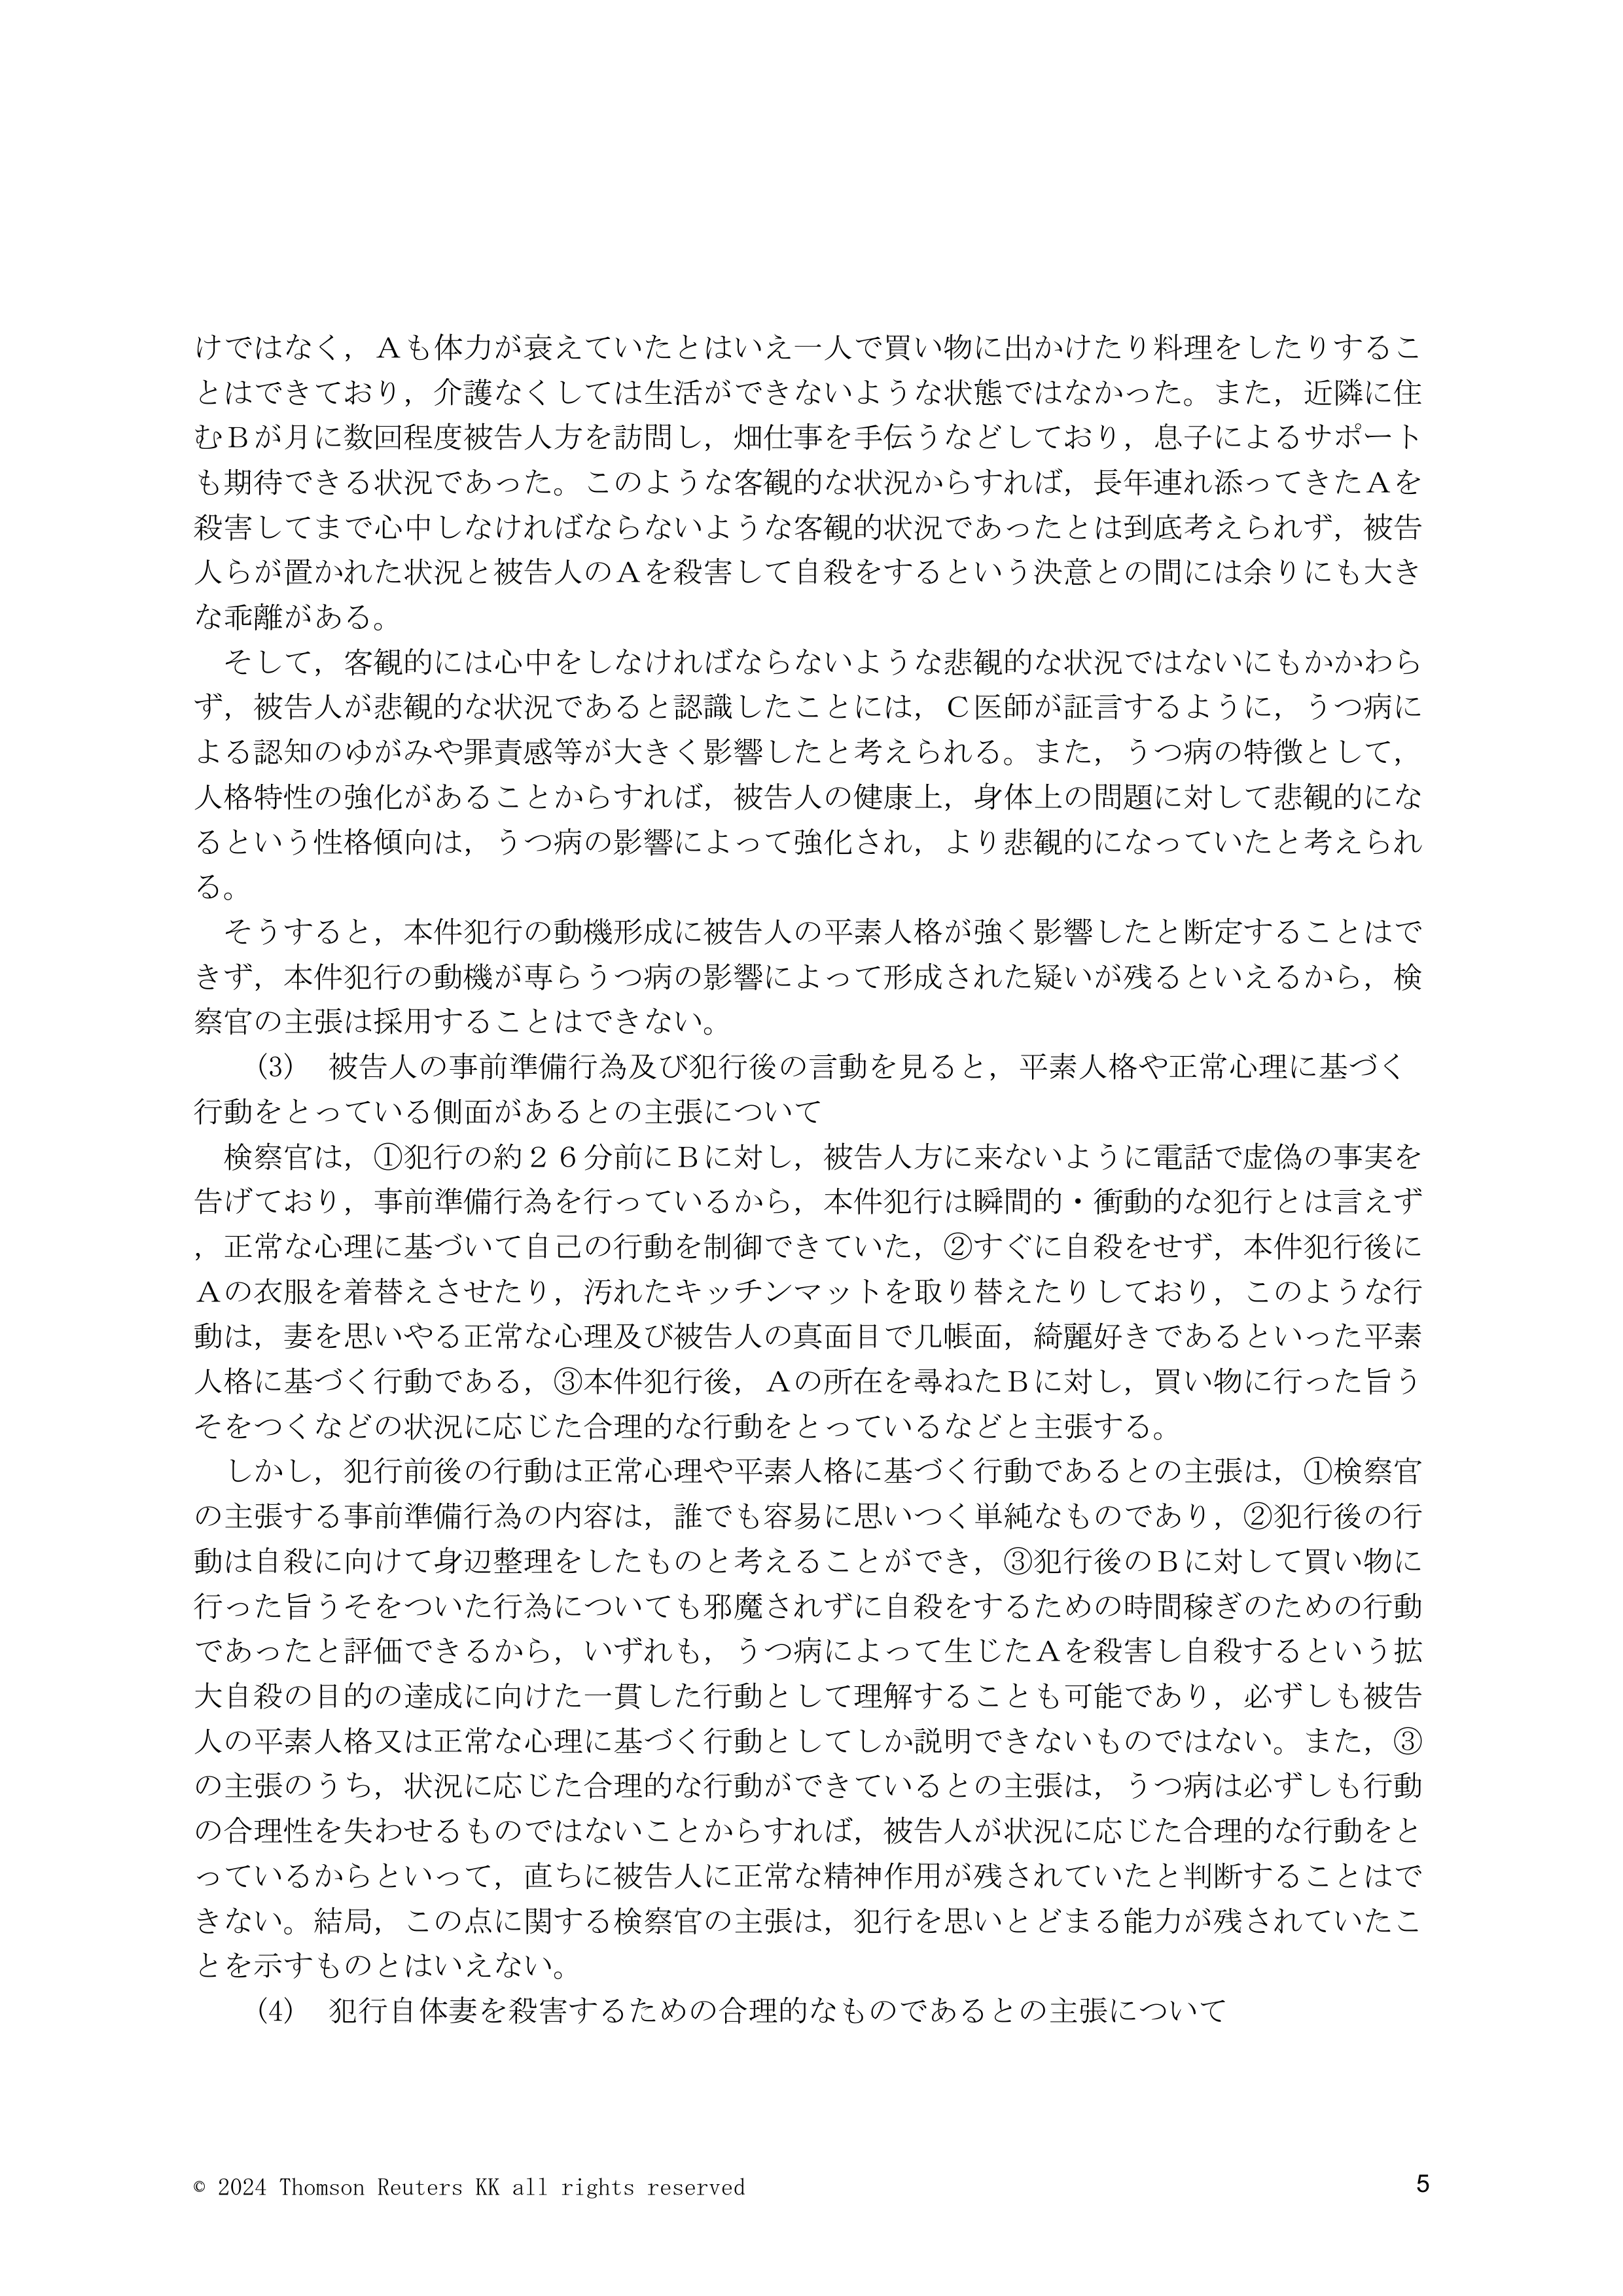 けではなく，Ａも体力が衰えていたとはいえ一人で買い物に出かけたり料理をしたりするこ
とはできており，介護なくしては生活ができないような状態ではなかった。また，近隣に住
むＢが月に数回程度被告人方を訪問し，畑仕事を手伝うなどしており，息子によるサポート
も期待できる状況であった。このような客観的な状況からすれば，長年連れ添ってきたＡを
殺害してまで心中しなければならないような客観的状況であったとは到底考えられず，被告
人らが置かれた状況と被告人のＡを殺害して自殺をするという決意との間には余りにも大き
な乖離がある。
　そして，客観的には心中をしなければならないような悲観的な状況ではないにもかかわら
ず，被告人が悲観的な状況であると認識したことには，Ｃ医師が証言するように，うつ病に
よる認知のゆがみや罪責感等が大きく影響したと考えられる。また，うつ病の特徴として，
人格特性の強化があることからすれば，被告人の健康上，身体上の問題に対して悲観的にな
るという性格傾向は，うつ病の影響によって強化され，より悲観的になっていたと考えられ
る。
　そうすると，本件犯行の動機形成に被告人の平素人格が強く影響したと断定することはで
きず，本件犯行の動機が専らうつ病の影響によって形成された疑いが残るといえるから，検
察官の主張は採用することはできない。
　　(3)　被告人の事前準備行為及び犯行後の言動を見ると，平素人格や正常心理に基づく
行動をとっている側面があるとの主張について
　検察官は，①犯行の約２６分前にＢに対し，被告人方に来ないように電話で虚偽の事実を
告げており，事前準備行為を行っているから，本件犯行は瞬間的・衝動的な犯行とは言えず
，正常な心理に基づいて自己の行動を制御できていた，②すぐに自殺をせず，本件犯行後に
Ａの衣服を着替えさせたり，汚れたキッチンマットを取り替えたりしており，このような行
動は，妻を思いやる正常な心理及び被告人の真面目で几帳面，綺麗好きであるといった平素
人格に基づく行動である，③本件犯行後，Ａの所在を尋ねたＢに対し，買い物に行った旨う
そをつくなどの状況に応じた合理的な行動をとっているなどと主張する。
　しかし，犯行前後の行動は正常心理や平素人格に基づく行動であるとの主張は，①検察官
の主張する事前準備行為の内容は，誰でも容易に思いつく単純なものであり，②犯行後の行
動は自殺に向けて身辺整理をしたものと考えることができ，③犯行後のＢに対して買い物に
行った旨うそをついた行為についても邪魔されずに自殺をするための時間稼ぎのための行動
であったと評価できるから，いずれも，うつ病によって生じたＡを殺害し自殺するという拡
大自殺の目的の達成に向けた一貫した行動として理解することも可能であり，必ずしも被告
人の平素人格又は正常な心理に基づく行動としてしか説明できないものではない。また，③
の主張のうち，状況に応じた合理的な行動ができているとの主張は，うつ病は必ずしも行動
の合理性を失わせるものではないことからすれば，被告人が状況に応じた合理的な行動をと
っているからといって，直ちに被告人に正常な精神作用が残されていたと判断することはで
きない。結局，この点に関する検察官の主張は，犯行を思いとどまる能力が残されていたこ
とを示すものとはいえない。
　　(4)　犯行自体妻を殺害するための合理的なものであるとの主張について
© 2024 Thomson Reuters KK all rights reserved
5